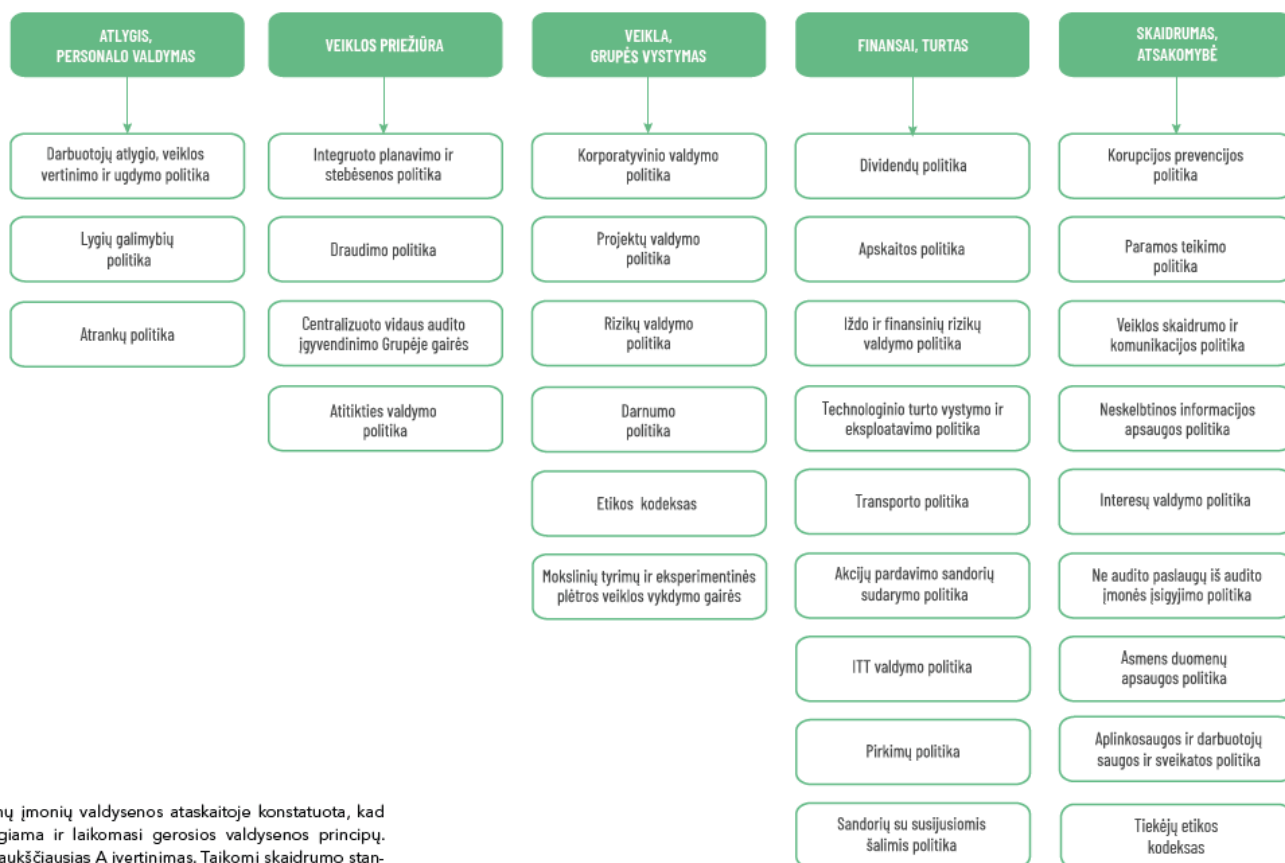 ATLYGIS,
PERSONALO VALDYMAS
Darbuotojų atlygio, veiklos
vertinimo ir ugdymo politika
Lygių galimybių
politika
Atrankų politika
VEIKLOS PRIEŽIŪRA
Integruoto planavimo ir
stebėsenos politika
Draudimo politika
Centralizuoto vidaus audito
įgyvendinimo Grupėje gairės
Atitikties valdymo
politika
VEIKLA,
GRUPĖS VYSTYMAS
Korporatyvinio valdymo
politika
Projektų valdymo
politika
Rizikų valdymo
politika
Darnumo
politika
Etikos kodeksas
Mokslinių tyrimų ir eksperimentinės
plėtros veiklos vykdymo gairės
FINANSAI, TURTAS
Dividendų politika
Apskaitos politika
Iždo ir finansinių rizikų
valdymo politika
Technologinio turto vystymo ir
eksploatavimo politika
Transporto politika
Akcijų pardavimo sandorių
sudarymo politika
ITT valdymo politika
Pirkimų politika
Sandorių su susijusiomis
šalimis politika
SKAIDRUMAS,
ATSAKOMYBĖ
Korupcijos prevencijos
politika
Paramos teikimo
politika
Veiklos skaidrumo ir
komunikacijos politika
Neskelbtinos informacijos
apsaugos politika
Interesų valdymo politika
Ne audito paslaugų iš audito
įmonės įsigyjimo politika
Asmens duomenų
apsaugos politika
Aplinkosaugos ir darbuotojų
saugos ir sveikatos politika
Tiekėjų etikos
kodeksas
įmonių valdysenos ataskaitoje konstatuota, kad
ir laikomasi gerosios valdysenos principų.
aukščiausias A įvertinimas. Taikomi skaidrumo stan-